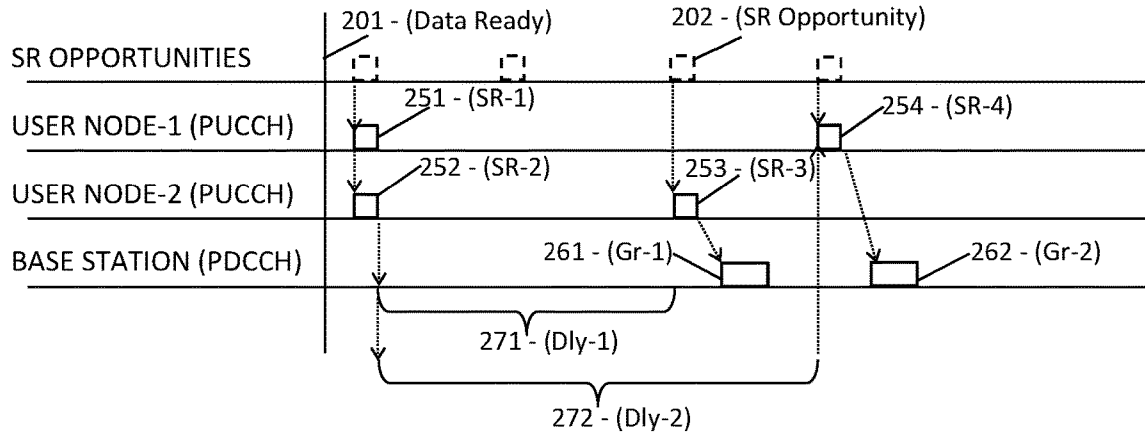 201 - (Data Ready)
202 - (SR Opportunity)
SR OPPORTUNITIES
251 - (SR-1)
254 - (SR-4)
USER NODE-1 (PUCCH)
252 - (SR-2)
253 - (SR-3)
USER NODE-2 (PUCCH)
261 - (Gr-1)
262 - (Gr-2)
BASE STATION (PDCCH)
271 - (Dly-1)
272 - (Dly-2)